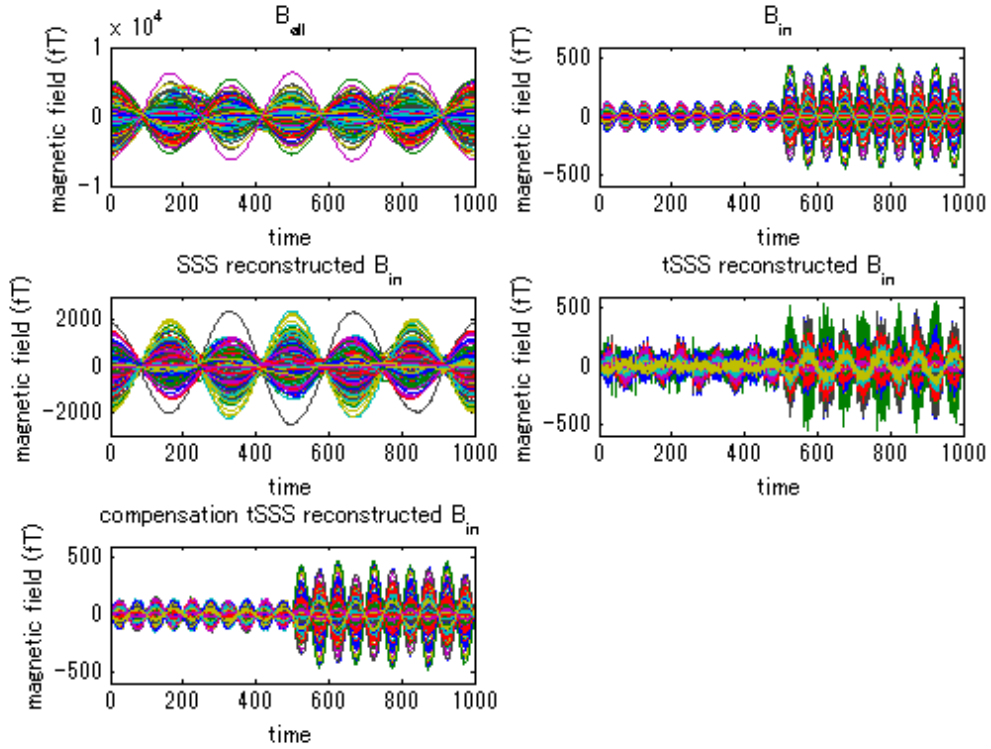 B_all
× 10^4
magnetic field (fT)
1
0
−1
0 200 400 600 800 1000
time
B_in
magnetic field (fT)
500
0
−500
0 200 400 600 800 1000
time
SSS reconstructed B_in
magnetic field (fT)
2000
0
−2000
0 200 400 600 800 1000
time
tSSS reconstructed B_in
magnetic field (fT)
500
0
−500
0 200 400 600 800 1000
time
compensation tSSS reconstructed B_in
magnetic field (fT)
500
0
−500
0 200 400 600 800 1000
time